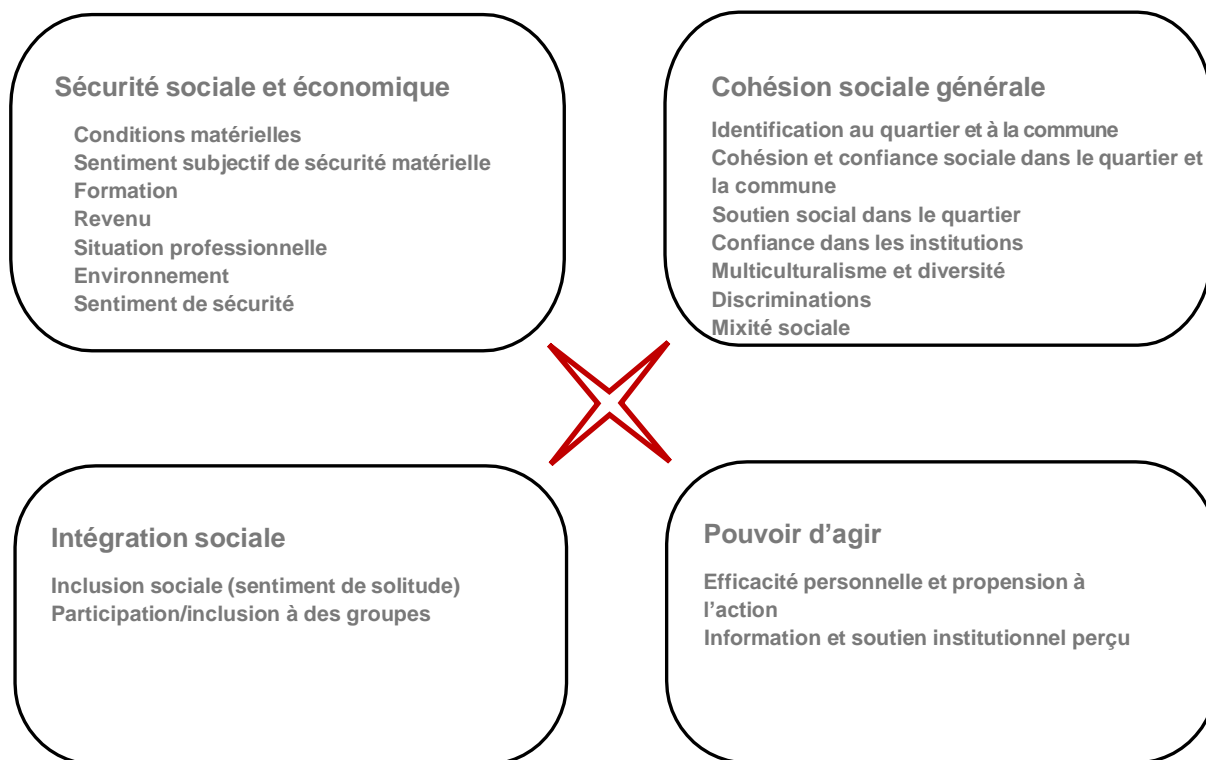 Sécurité sociale et économique
Conditions matérielles
Sentiment subjectif de sécurité matérielle
Formation
Revenu
Situation professionnelle
Environnement
Sentiment de sécurité
Cohésion sociale générale
Identification au quartier et à la commune
Cohésion et confiance sociale dans le quartier et
la commune
Soutien social dans le quartier
Confiance dans les institutions
Multiculturalisme et diversité
Discriminations
Mixité sociale
Intégration sociale
Inclusion sociale (sentiment de solitude)
Participation/inclusion à des groupes
Pouvoir d’agir
Efficacité personnelle et propension à
l’action
Information et soutien institutionnel perçu